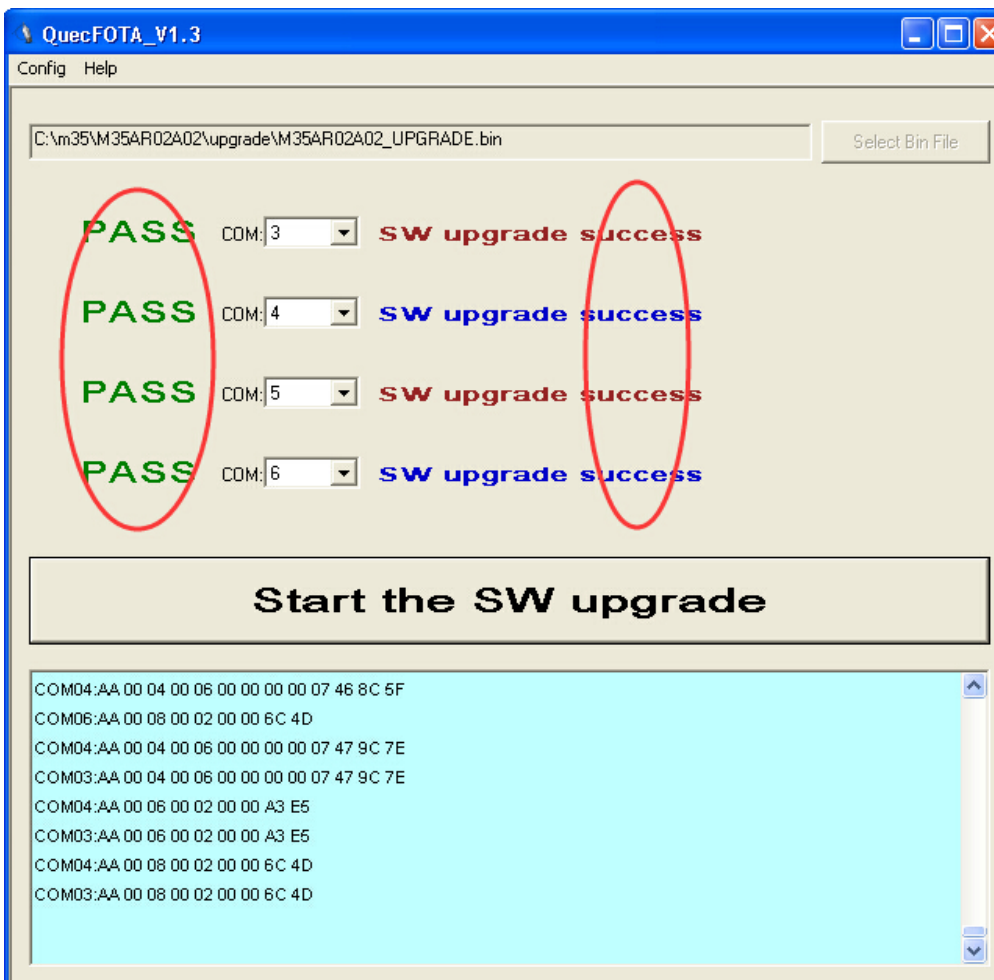 QuecFOTA_V1.3
Config Help
C:\m35\M35AR02A02\upgrade\M35AR02A02_UPGRADE.bin Select Bin File
PASS COM: 3 SW upgrade success
PASS COM: 4 SW upgrade success
PASS COM: 5 SW upgrade success
PASS COM: 6 SW upgrade success
Start the SW upgrade
COM04:AA 00 04 00 06 00 00 00 00 07 46 8C 5F
COM06:AA 00 08 00 02 00 00 6C 4D
COM04:AA 00 04 00 06 00 00 00 00 07 47 9C 7E
COM03:AA 00 04 00 06 00 00 00 00 07 47 9C 7E
COM04:AA 00 06 00 02 00 00 A3 E5
COM03:AA 00 06 00 02 00 00 A3 E5
COM04:AA 00 08 00 02 00 00 6C 4D
COM03:AA 00 08 00 02 00 00 6C 4D